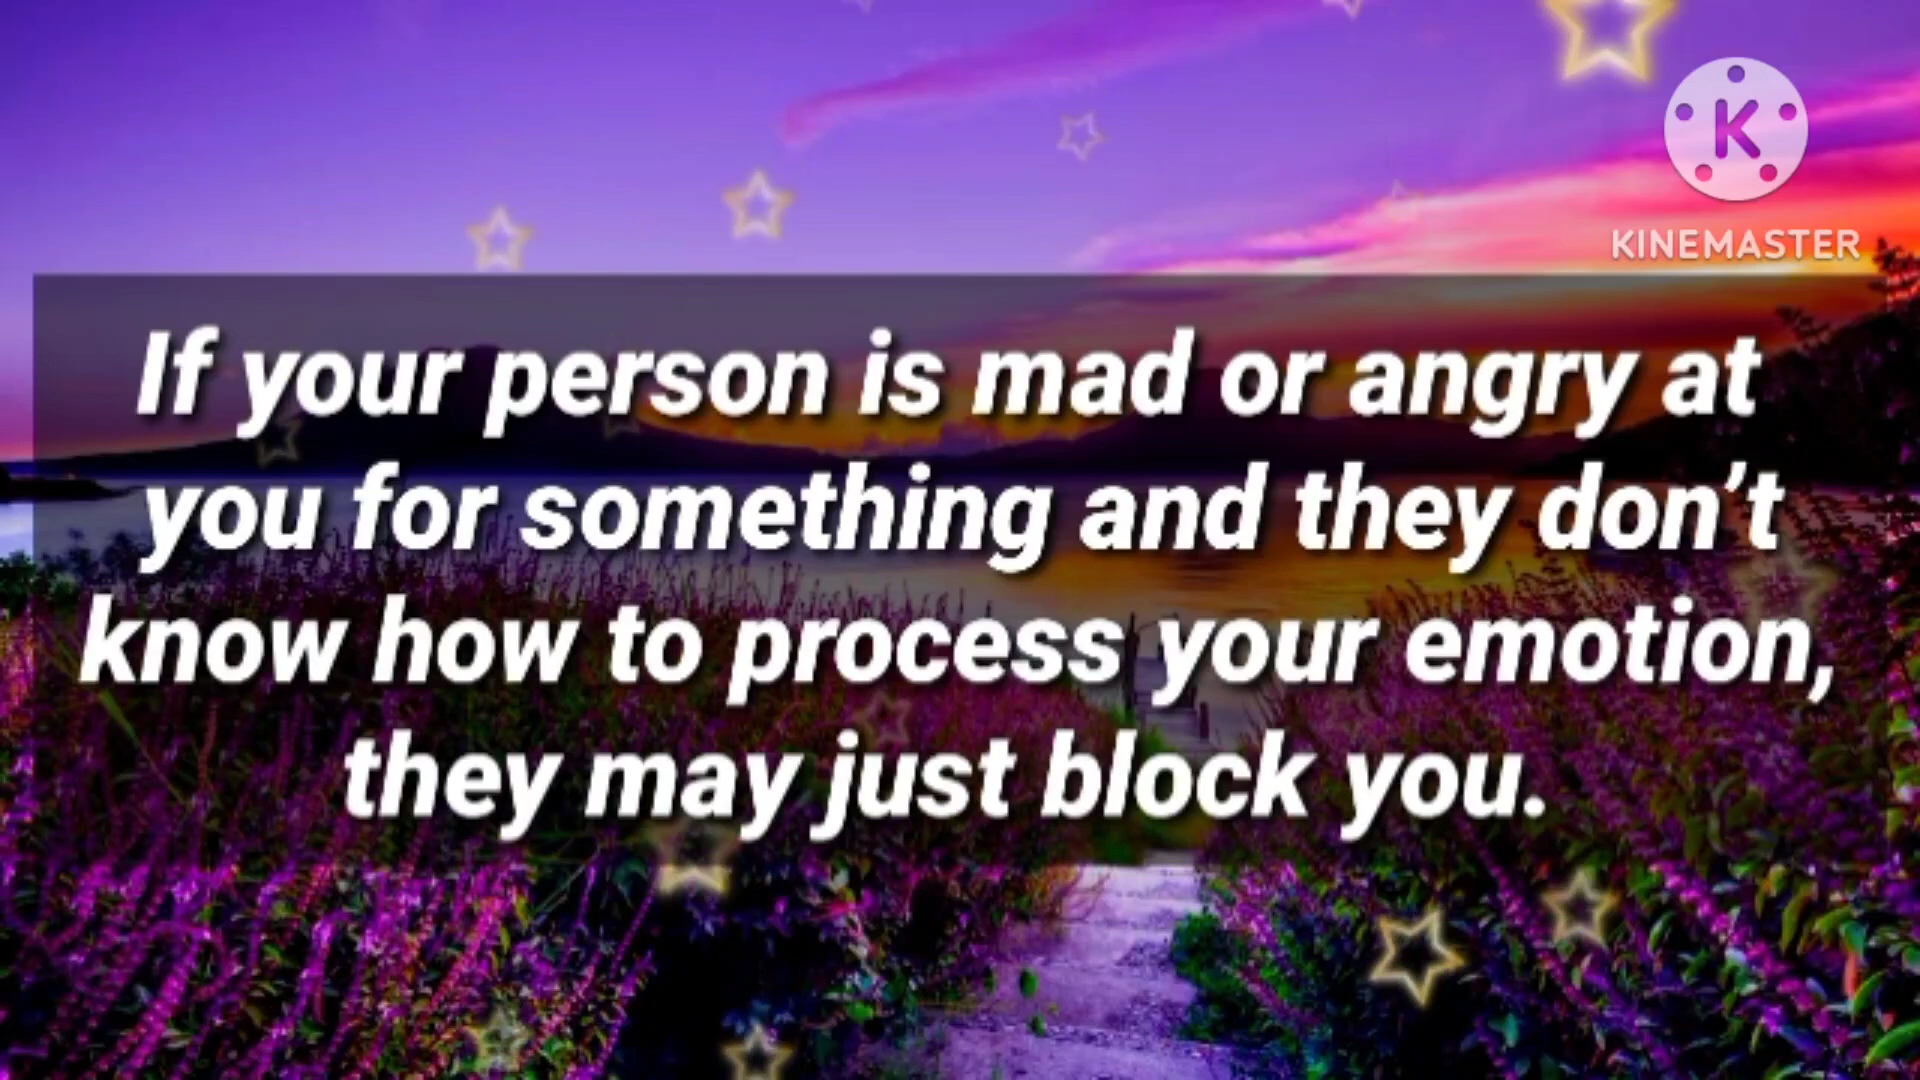 K
KINEMASTER
If your person is mad or angry at
you for something and they don’t
know how to process your emotion,
they may just block you.